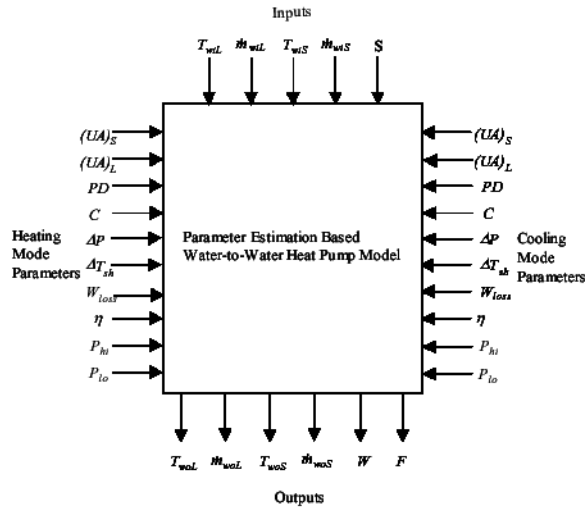 Inputs
T_wiL ṁ_wiL T_wiS ṁ_wiS S
(UA)_S (UA)_S
(UA)_L (UA)_L
PD PD
C C
Heating Mode Parameters
ΔP ΔP
Parameter Estimation Based
Water-to-Water Heat Pump Model
Cooling Mode Parameters
ΔT_sh ΔT_sh
W_loss W_loss
η η
P_hi P_hi
P_lo P_lo
T_woL ṁ_woL T_woS ṁ_woS W F
Outputs